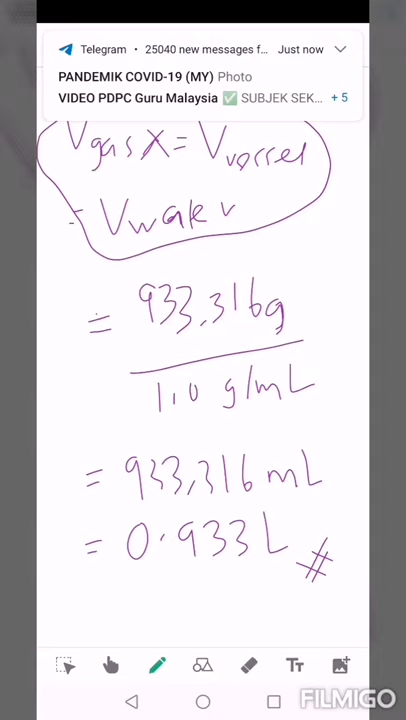 Telegram • 25040 new messages f... Just now
PANDEMIK COVID-19 (MY) Photo
VIDEO PDPC Guru Malaysia ✅ SUBJEK SEK... + 5
Vgas X = Vvessel
= Vwater
= 933.316g
1.0 g/mL
= 933.316 mL
= 0.933 L #
TT
FILMIGO